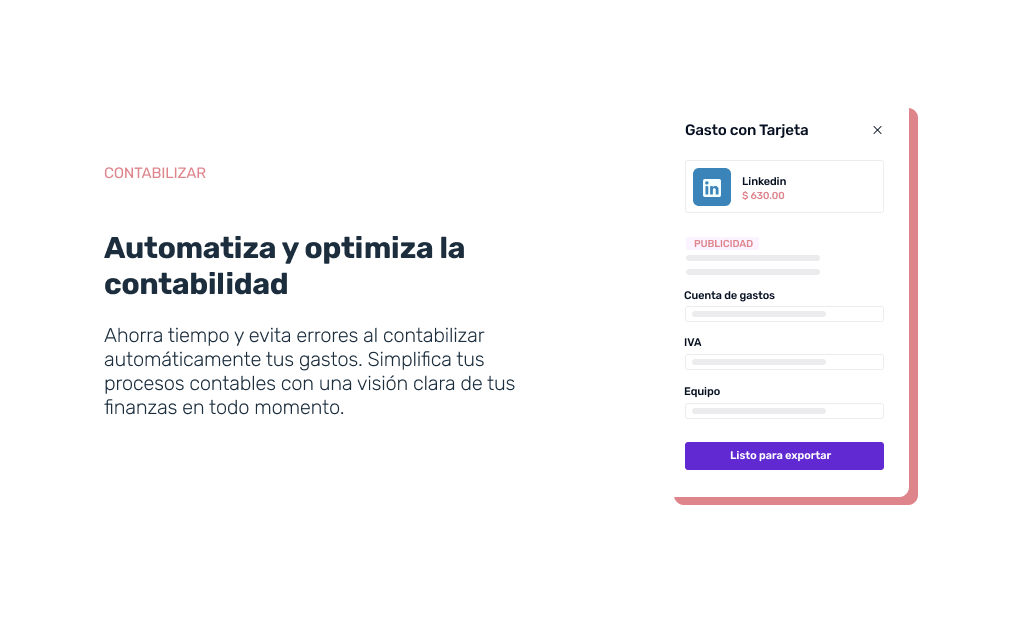 CONTABILIZAR
Automatiza y optimiza la
contabilidad
Ahorra tiempo y evita errores al contabilizar
automáticamente tus gastos. Simplifica tus
procesos contables con una visión clara de tus
finanzas en todo momento.
Gasto con Tarjeta
in
Linkedin
$ 630.00
PUBLICIDAD
Cuenta de gastos
IVA
Equipo
Listo para exportar